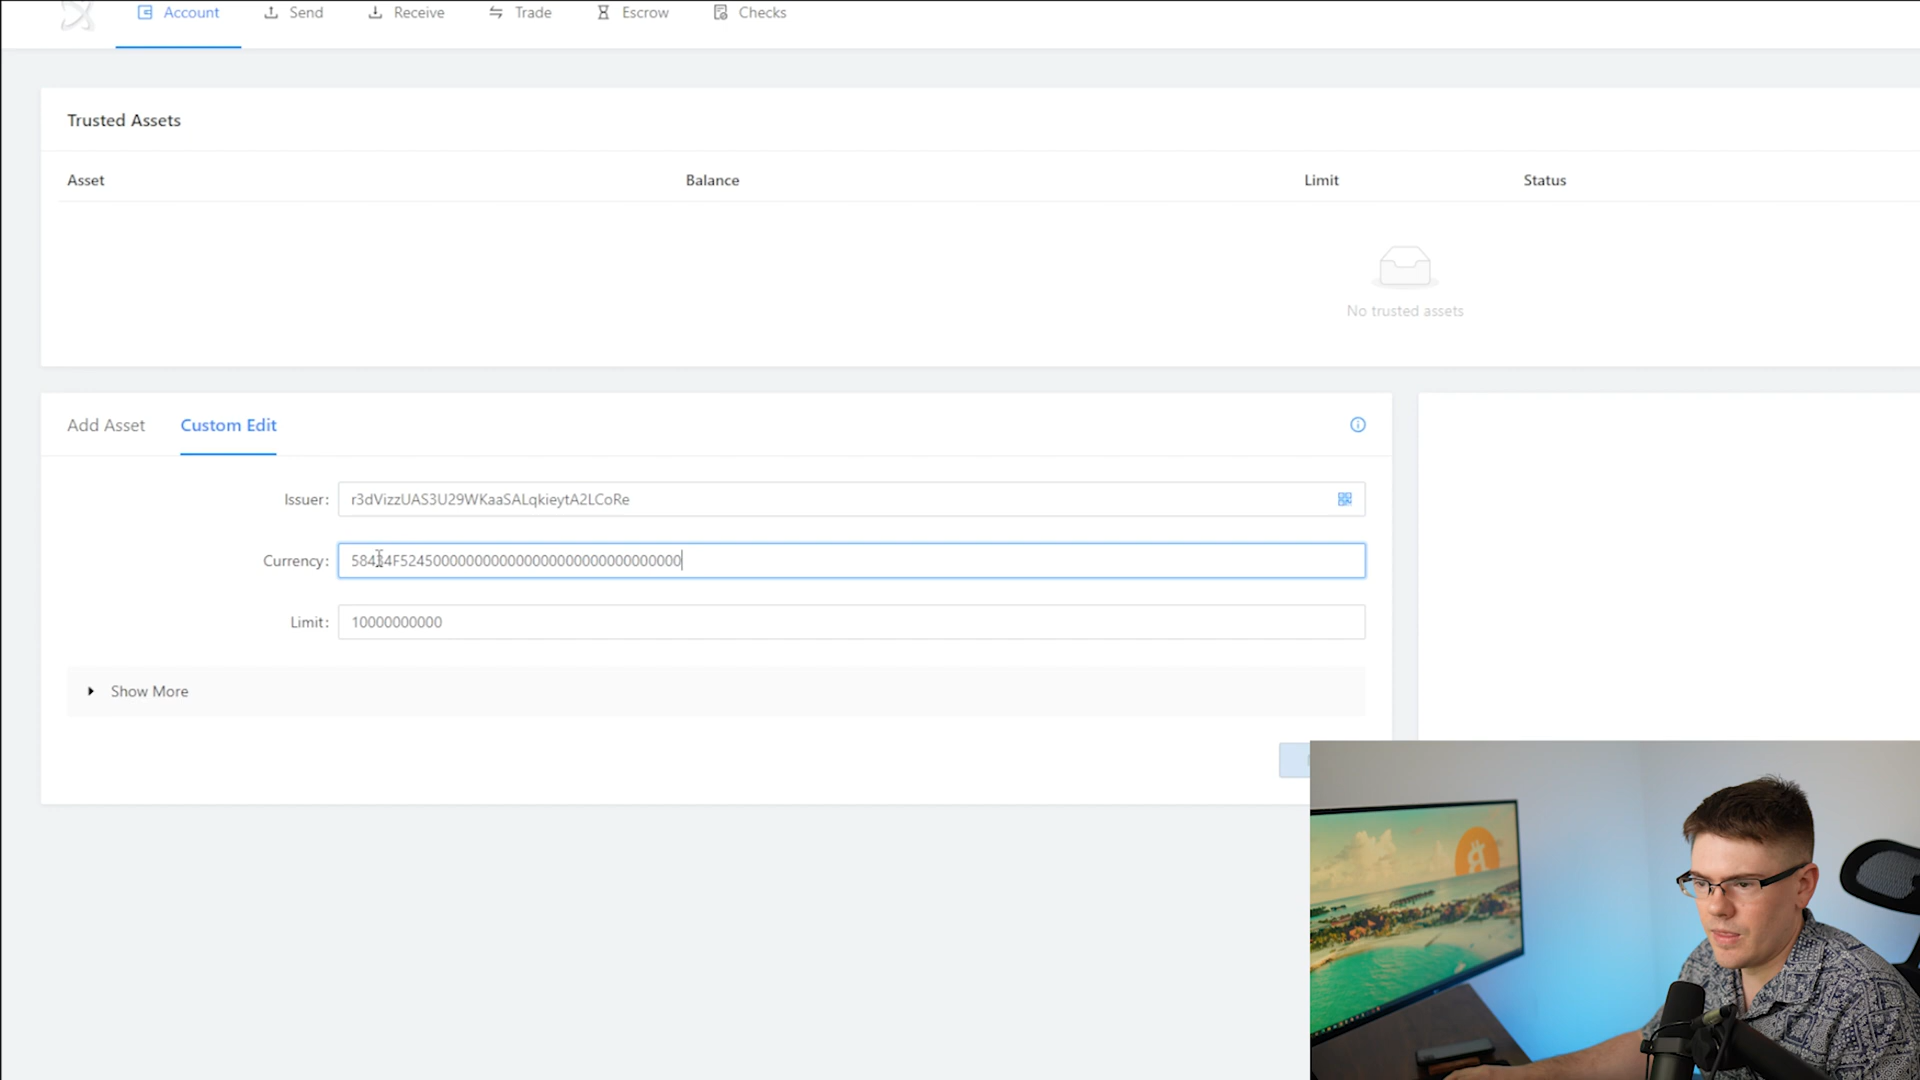 Account Send Receive Trade Escrow Checks
Trusted Assets
Asset Balance Limit Status
No trusted assets
Add Asset Custom Edit
Issuer: r3dVizzUAS3U29WKaaSALqkieytA2LCoRe
Currency: 58434F5245000000000000000000000000000000
Limit: 10000000000
Show More